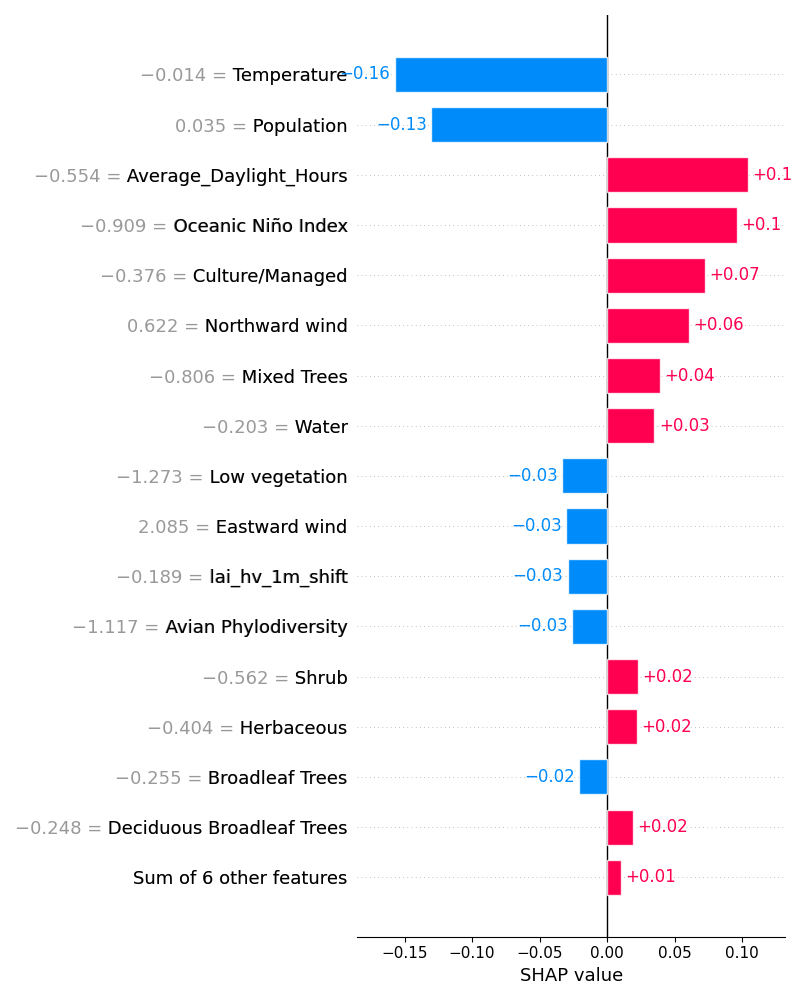 −0.014 = Temperature −0.16
0.035 = Population −0.13
−0.554 = Average_Daylight_Hours +0.1
−0.909 = Oceanic Niño Index +0.1
−0.376 = Culture/Managed +0.07
0.622 = Northward wind +0.06
−0.806 = Mixed Trees +0.04
−0.203 = Water +0.03
−1.273 = Low vegetation −0.03
2.085 = Eastward wind −0.03
−0.189 = lai_hv_1m_shift −0.03
−1.117 = Avian Phylodiversity −0.03
−0.562 = Shrub +0.02
−0.404 = Herbaceous +0.02
−0.255 = Broadleaf Trees −0.02
−0.248 = Deciduous Broadleaf Trees +0.02
Sum of 6 other features +0.01
−0.15 −0.10 −0.05 0.00 0.05 0.10
SHAP value